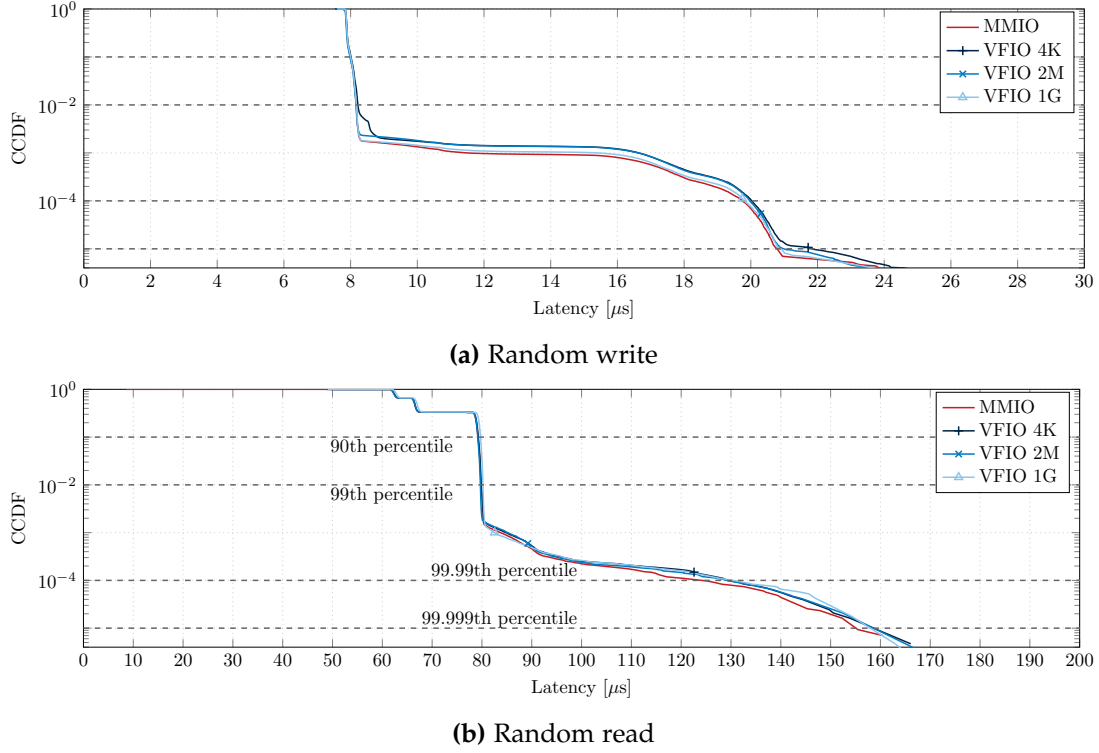 10^0
10^−2
10^−4
CCDF
MMIO
VFIO 4K
VFIO 2M
VFIO 1G
0 2 4 6 8 10 12 14 16 18 20 22 24 26 28 30
Latency [μs]
(a) Random write
10^0
10^−2
10^−4
CCDF
MMIO
VFIO 4K
VFIO 2M
VFIO 1G
90th percentile
99th percentile
99.99th percentile
99.999th percentile
0 10 20 30 40 50 60 70 80 90 100 110 120 130 140 150 160 170 180 190 200
Latency [μs]
(b) Random read